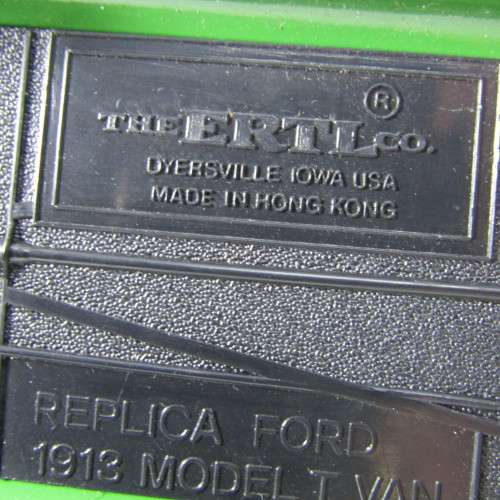 ®
THE ERTL CO.
DYERSVILLE IOWA USA
MADE IN HONG KONG
REPLICA FORD
1913 MODEL T VAN